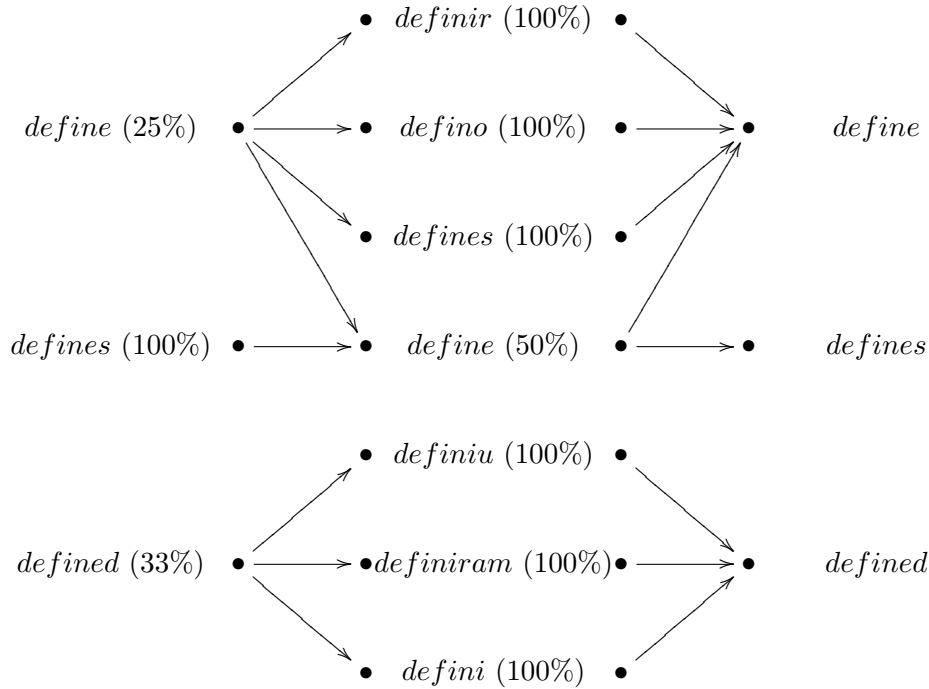 definir (100%)
define (25%) defino (100%) define
defines (100%)
defines (100%) define (50%) defines
definiu (100%)
defined (33%) definiram (100%) defined
defini (100%)